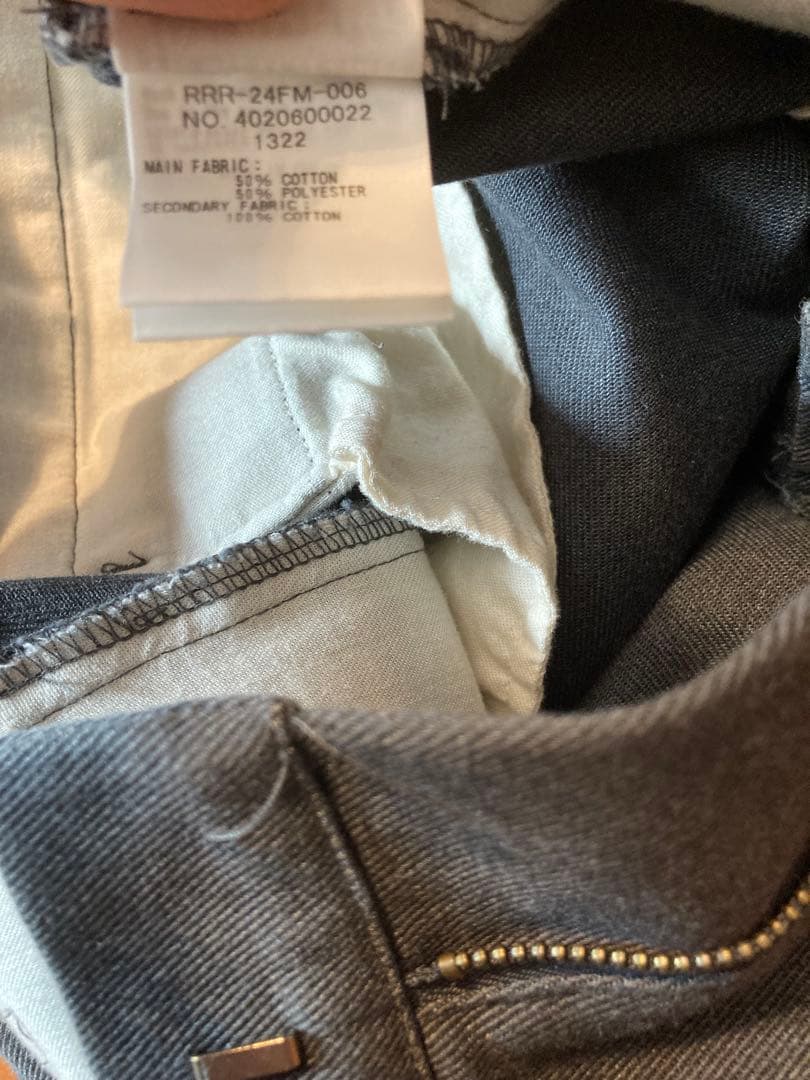 RRR-24FM-006
NO. 4020600022
1322
MAIN FABRIC:
50% COTTON
50% POLYESTER
SECONDARY FABRIC:
100% COTTON